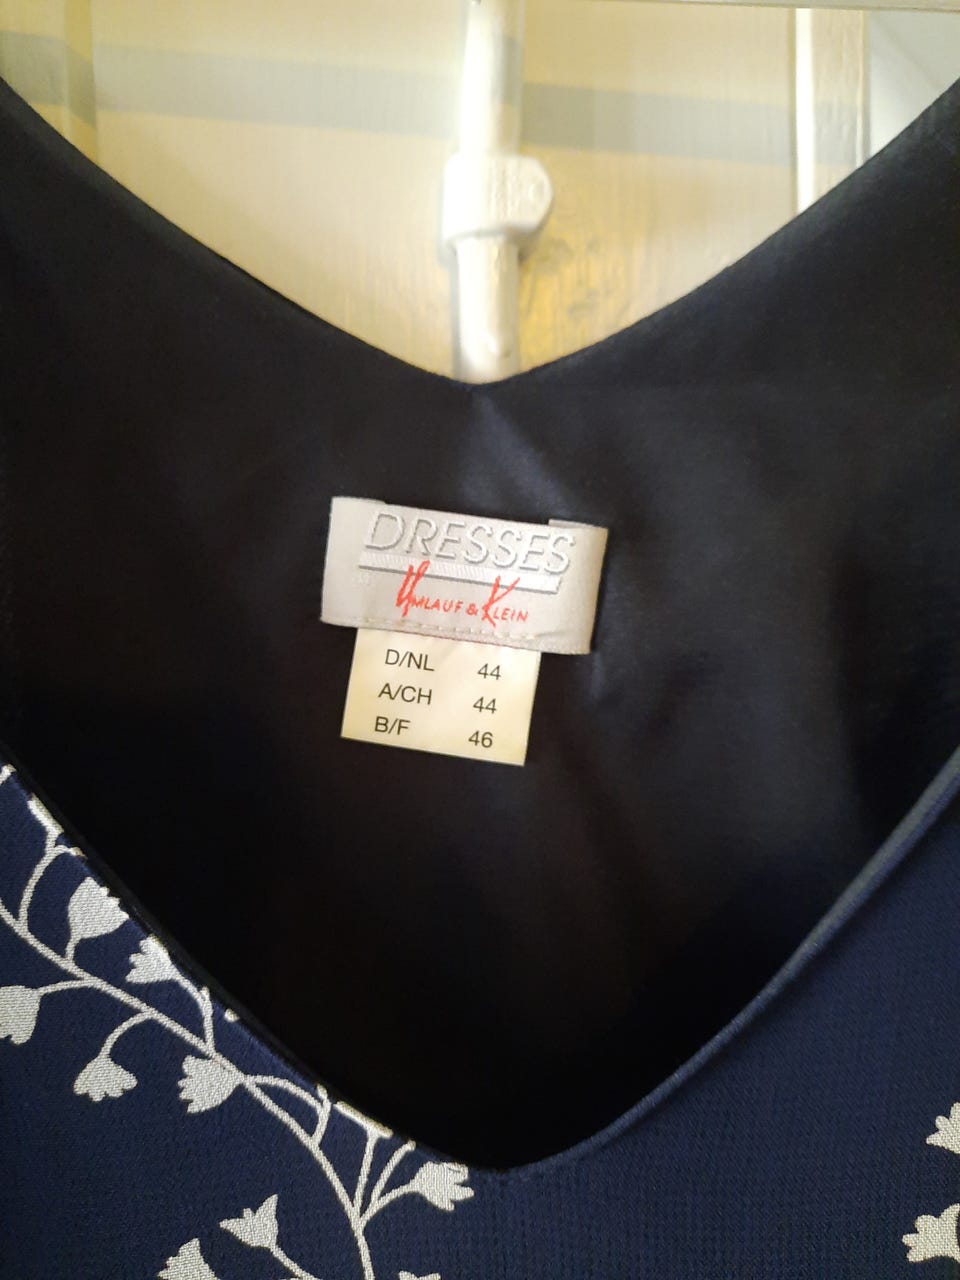 DRESSES
UMLAUF & KLEIN
D/NL 44
A/CH 44
B/F 46